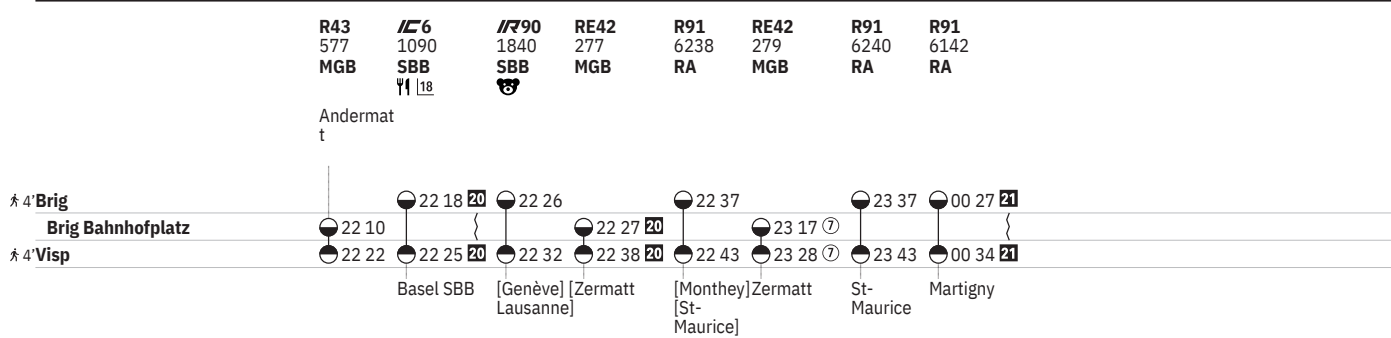 R43 IC6 IR90 RE42 R91 RE42 R91 R91
577 1090 1840 277 6238 279 6240 6142
MGB SBB SBB MGB RA MGB RA RA
18
Andermat
t
4' Brig 22 18 20 22 26 22 37 23 37 00 27 21
Brig Bahnhofplatz 22 10 22 27 20 23 17 7
4' Visp 22 22 22 25 20 22 32 22 38 20 22 43 23 28 7 23 43 00 34 21
Basel SBB [Genève] [Zermatt [Monthey] Zermatt St- Martigny
Lausanne] [St- Maurice
Maurice]